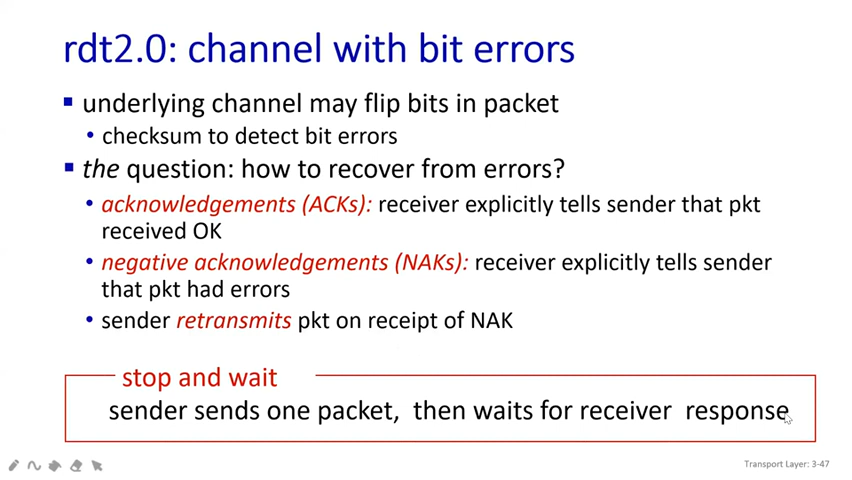 rdt2.0: channel with bit errors
▪ underlying channel may flip bits in packet
• checksum to detect bit errors
▪ the question: how to recover from errors?
• acknowledgements (ACKs): receiver explicitly tells sender that pkt
received OK
• negative acknowledgements (NAKs): receiver explicitly tells sender
that pkt had errors
• sender retransmits pkt on receipt of NAK
stop and wait
sender sends one packet, then waits for receiver response
Transport Layer: 3-47